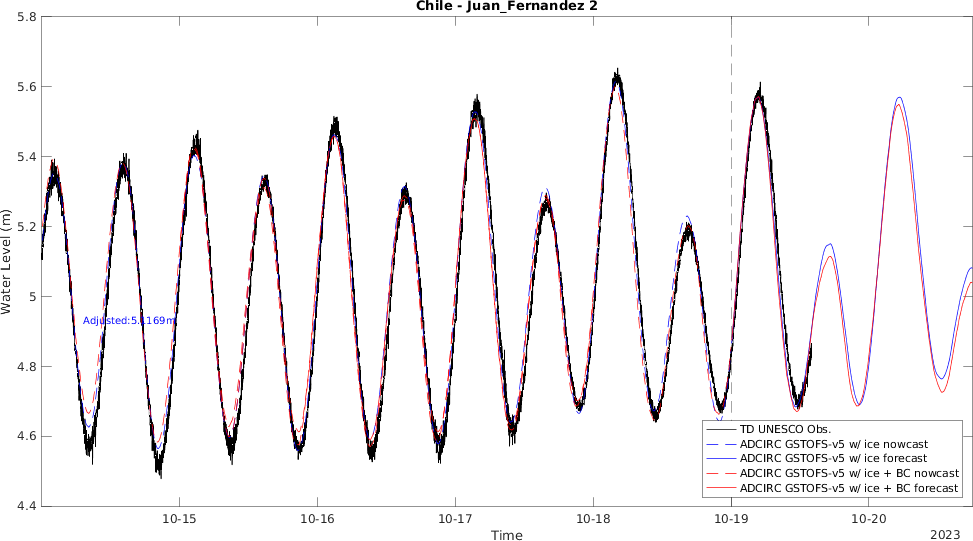 Chile - Juan_Fernandez 2
5.8
5.6
5.4
5.2
5
4.8
4.6
4.4
Water Level (m)
Adjusted:5.1169m
TD UNESCO Obs.
ADCIRC GSTOFS-v5 w/ ice nowcast
ADCIRC GSTOFS-v5 w/ ice forecast
ADCIRC GSTOFS-v5 w/ ice + BC nowcast
ADCIRC GSTOFS-v5 w/ ice + BC forecast
10-15 10-16 10-17 10-18 10-19 10-20
Time
2023